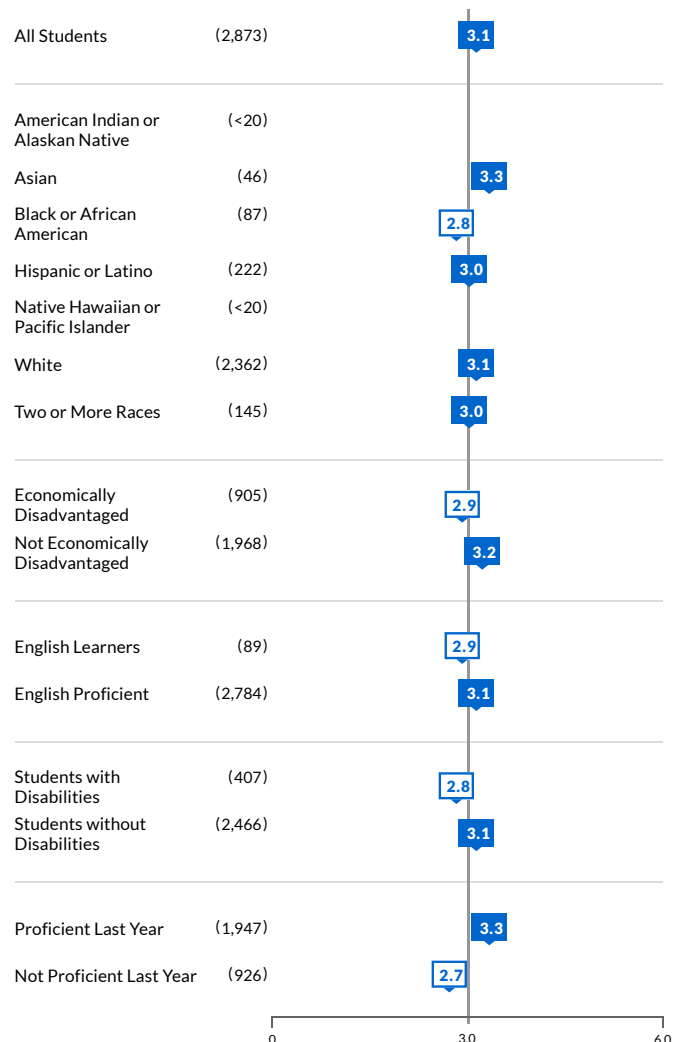 All Students (2,873) 3.1
American Indian or (<20)
Alaskan Native
Asian (46) 3.3
Black or African (87) 2.8
American
Hispanic or Latino (222) 3.0
Native Hawaiian or (<20)
Pacific Islander
White (2,362) 3.1
Two or More Races (145) 3.0
Economically (905) 2.9
Disadvantaged
Not Economically (1,968) 3.2
Disadvantaged
English Learners (89) 2.9
English Proficient (2,784) 3.1
Students with (407) 2.8
Disabilities
Students without (2,466) 3.1
Disabilities
Proficient Last Year (1,947) 3.3
Not Proficient Last Year (926) 2.7
0 3.0 6.0